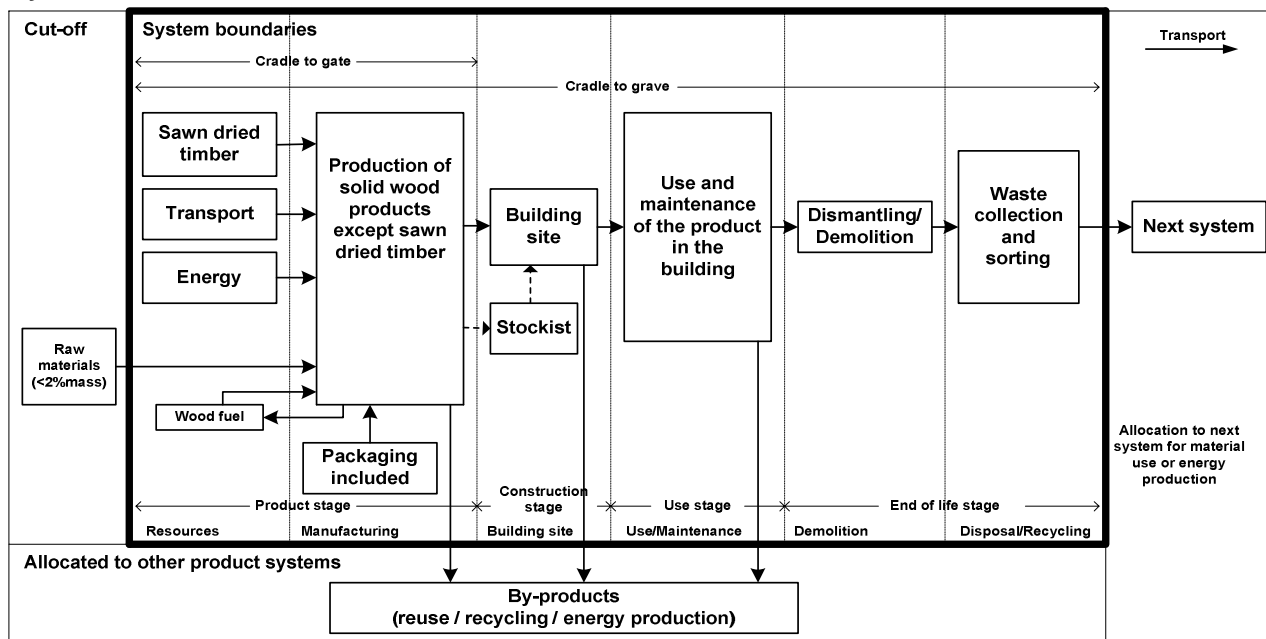 Cut-off
System boundaries
Transport
Cradle to gate
Cradle to grave
Sawn dried
timber
Transport
Energy
Raw
materials
(<2%mass)
Wood fuel
Production of
solid wood
products
except sawn
dried timber
Packaging
included
Building
site
Stockist
Use and
maintenance
of the product
in the
building
Dismantling/
Demolition
Waste
collection
and
sorting
Next system
Allocation to next
system for material
use or energy
production
Product stage
Construction
stage
Use stage
End of life stage
Resources
Manufacturing
Building site
Use/Maintenance
Demolition
Disposal/Recycling
Allocated to other product systems
By-products
(reuse / recycling / energy production)